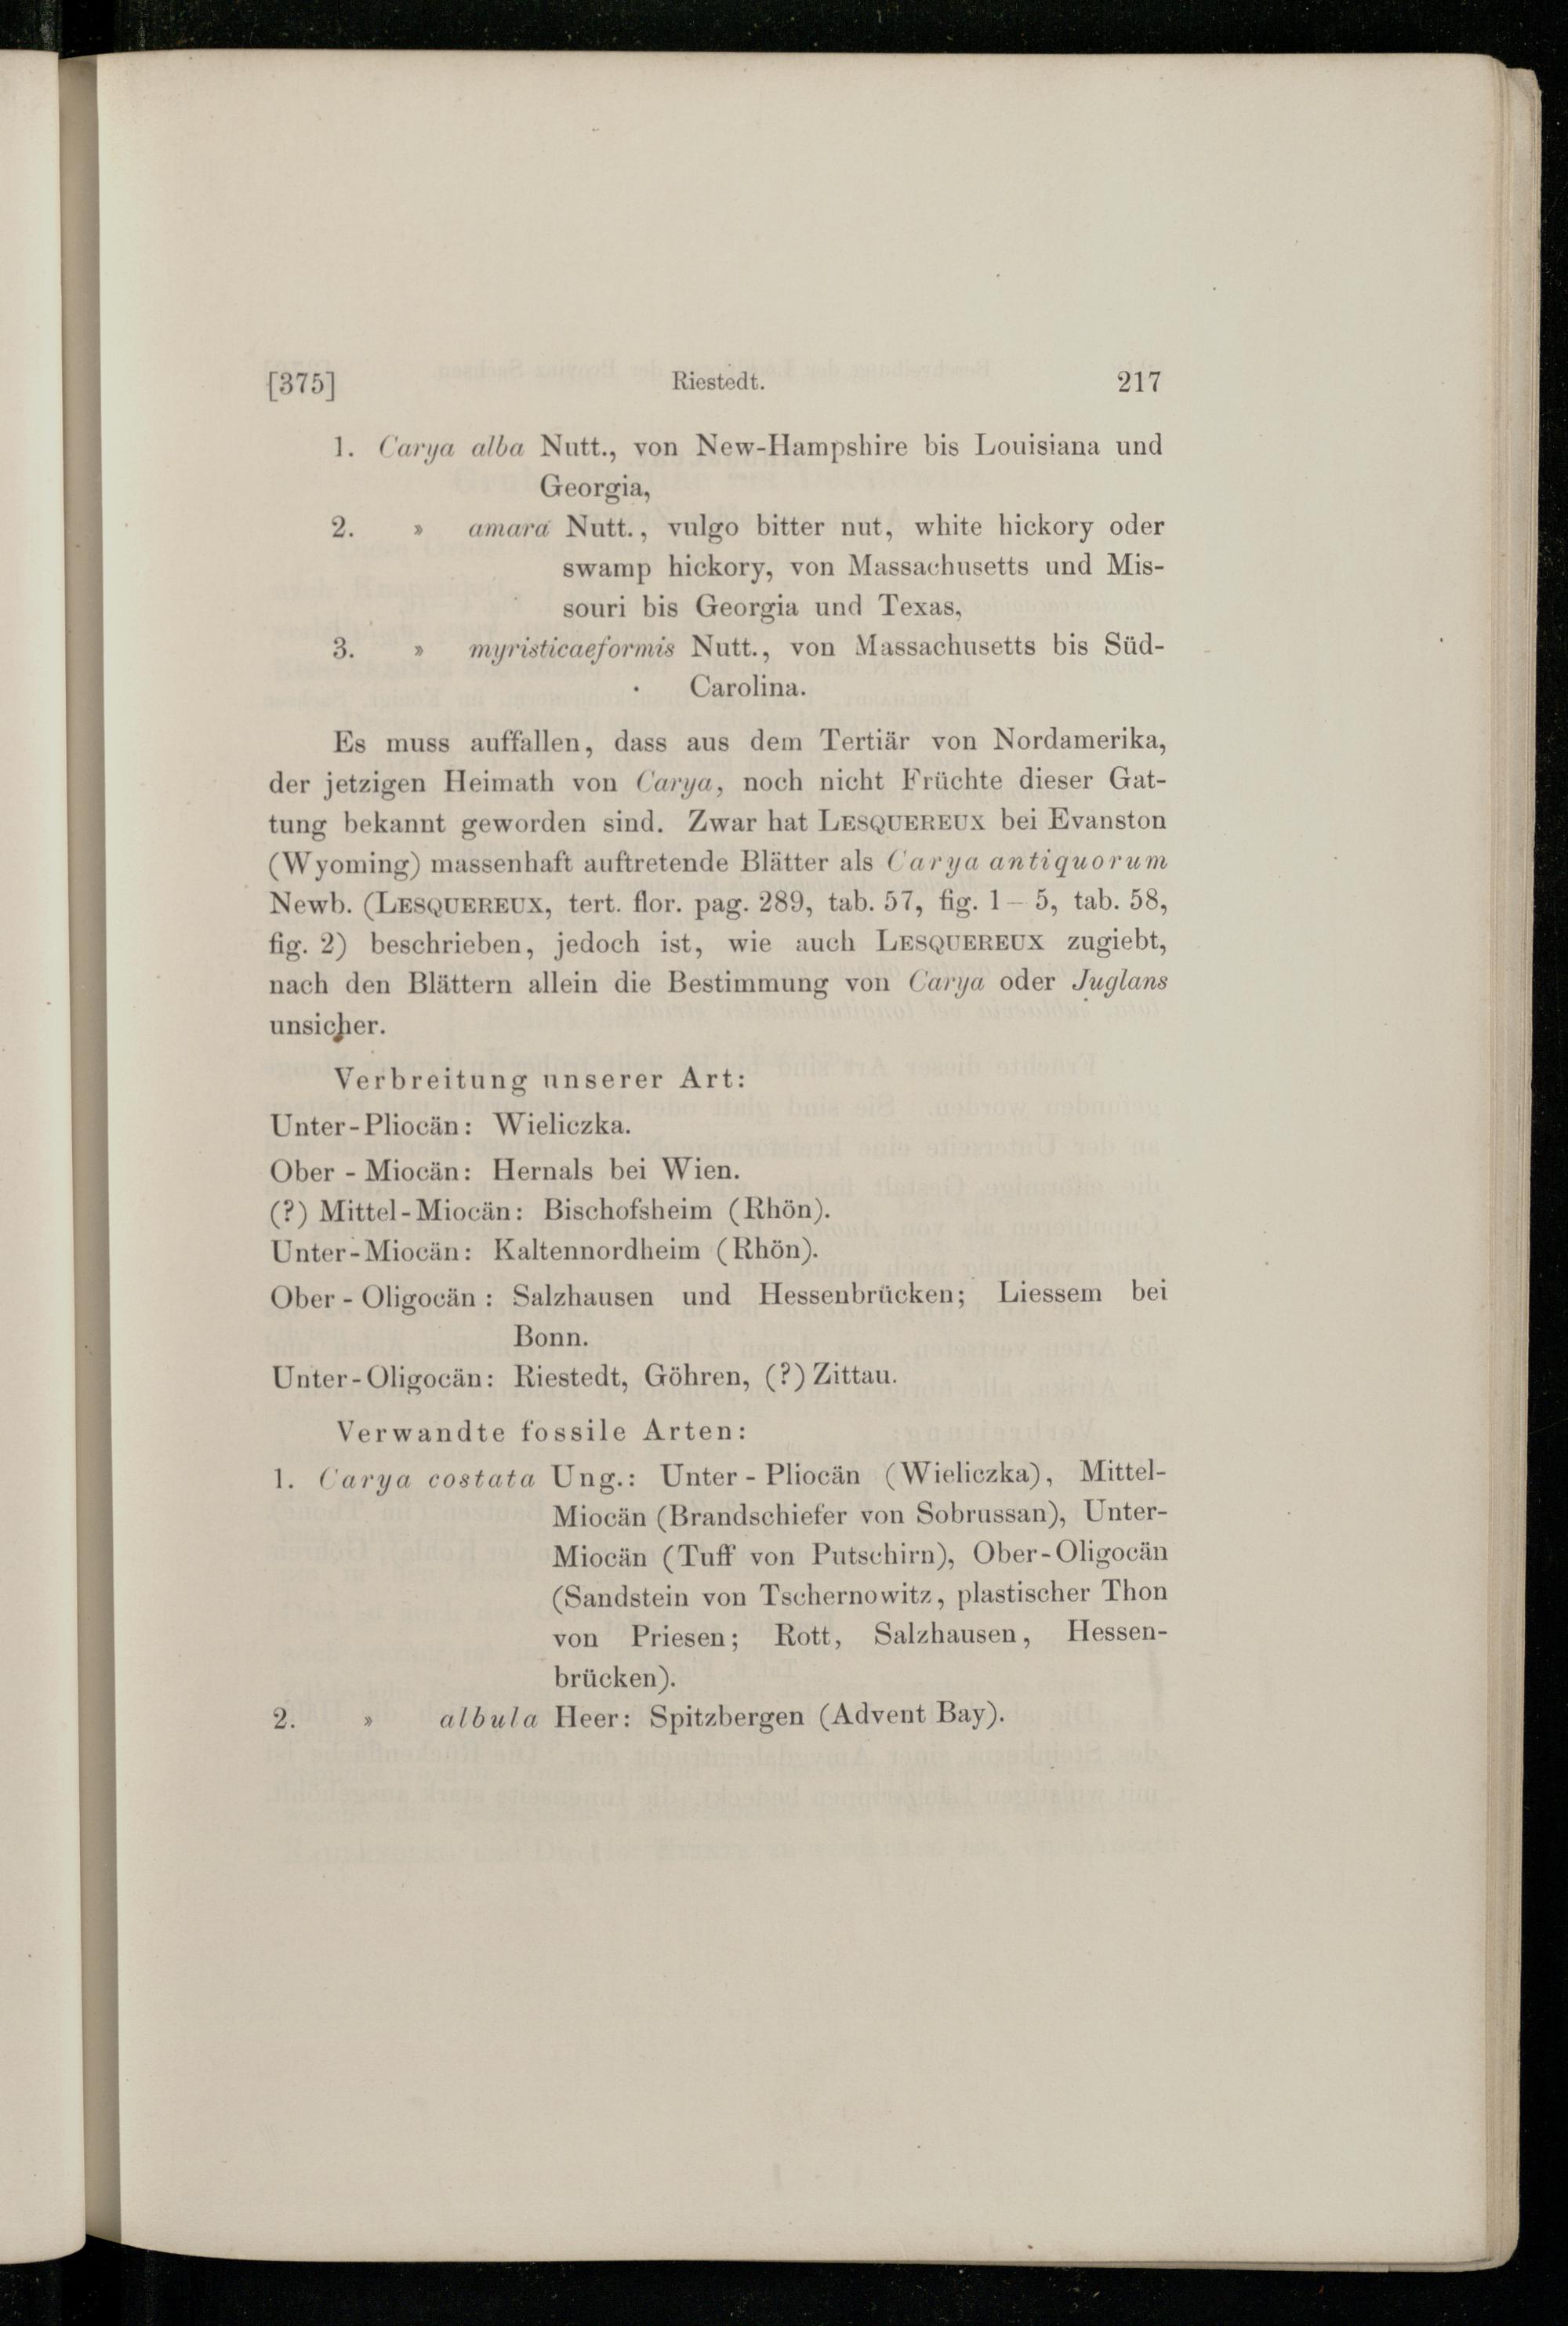 [375] Riestedt. 217
1. Carya alba Nutt., von New-Hampshire bis Louisiana und
Georgia,
2. » amara Nutt., vulgo bitter nut, white hickory oder
swamp hickory, von Massachusetts und Mis-
souri bis Georgia und Texas,
3. » myristicaeformis Nutt., von Massachusetts bis Süd-
Carolina.
Es muss auffallen, dass aus dem Tertiär von Nordamerika,
der jetzigen Heimath von Carya, noch nicht Früchte dieser Gat-
tung bekannt geworden sind. Zwar hat LESQUEREUX bei Evanston
(Wyoming) massenhaft auftretende Blätter als Carya antiquorum
Newb. (LESQUEREUX, tert. flor. pag. 289, tab. 57, fig. 1–5, tab. 58,
fig. 2) beschrieben, jedoch ist, wie auch LESQUEREUX zugiebt,
nach den Blättern allein die Bestimmung von Carya oder Juglans
unsicher.
Verbreitung unserer Art:
Unter-Pliocän: Wieliczka.
Ober-Miocän: Hernals bei Wien.
(?) Mittel-Miocän: Bischofsheim (Rhön).
Unter-Miocän: Kaltennordheim (Rhön).
Ober-Oligocän: Salzhausen und Hessenbrücken; Liessem bei
Bonn.
Unter-Oligocän: Riestedt, Göhren, (?) Zittau.
Verwandte fossile Arten:
1. Carya costata Ung.: Unter-Pliocän (Wieliczka), Mittel-
Miocän (Brandschiefer von Sobrussan), Unter-
Miocän (Tuff von Putschirn), Ober-Oligocän
(Sandstein von Tschernowitz, plastischer Thon
von Priesen; Rott, Salzhausen, Hessen-
brücken).
2. » albula Heer: Spitzbergen (Advent Bay).